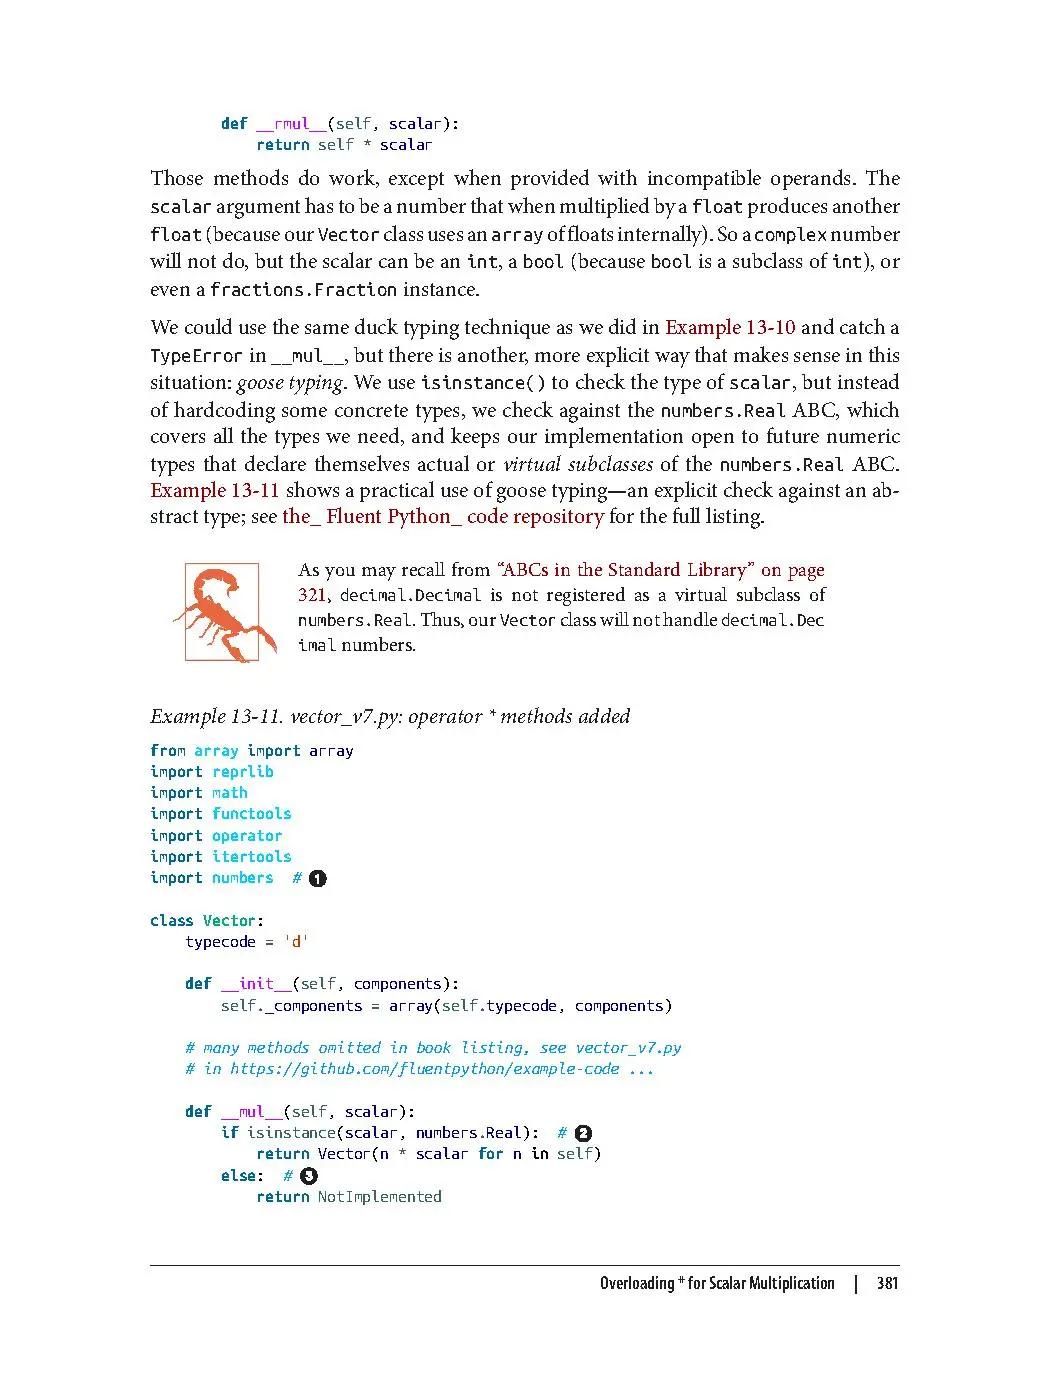 def __rmul__(self, scalar):
return self * scalar
Those methods do work, except when provided with incompatible operands. The
scalar argument has to be a number that when multiplied by a float produces another
float (because our Vector class uses an array of floats internally). So a complex number
will not do, but the scalar can be an int, a bool (because bool is a subclass of int), or
even a fractions.Fraction instance.
We could use the same duck typing technique as we did in Example 13-10 and catch a
TypeError in __mul__, but there is another, more explicit way that makes sense in this
situation: goose typing. We use isinstance() to check the type of scalar, but instead
of hardcoding some concrete types, we check against the numbers.Real ABC, which
covers all the types we need, and keeps our implementation open to future numeric
types that declare themselves actual or virtual subclasses of the numbers.Real ABC.
Example 13-11 shows a practical use of goose typing—an explicit check against an ab-
stract type; see the_ Fluent Python_ code repository for the full listing.
As you may recall from “ABCs in the Standard Library” on page
321, decimal.Decimal is not registered as a virtual subclass of
numbers.Real. Thus, our Vector class will not handle decimal.Dec
imal numbers.
Example 13-11. vector_v7.py: operator * methods added
from array import array
import reprlib
import math
import functools
import operator
import itertools
import numbers  # ❶
class Vector:
typecode = 'd'
def __init__(self, components):
self._components = array(self.typecode, components)
# many methods omitted in book listing, see vector_v7.py
# in https://github.com/fluentpython/example-code ...
def __mul__(self, scalar):
if isinstance(scalar, numbers.Real):  # ❷
return Vector(n * scalar for n in self)
else:  # ❸
return NotImplemented
Overloading * for Scalar Multiplication | 381